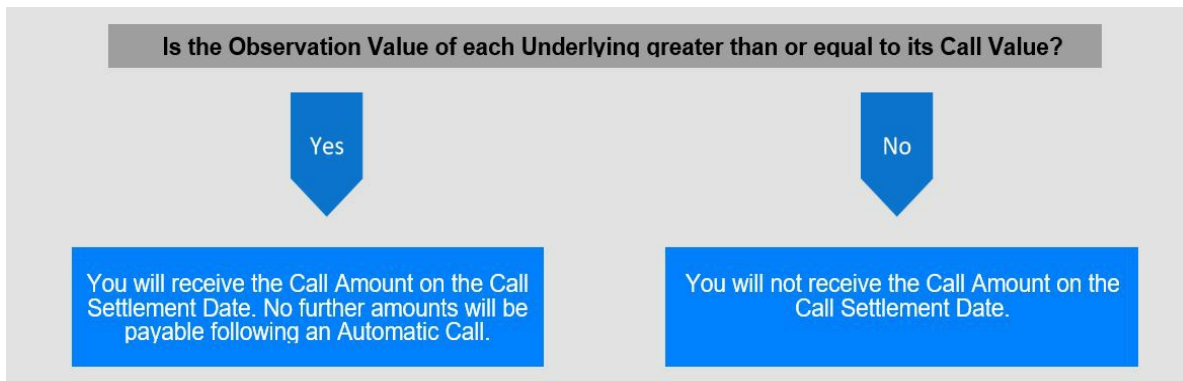 Is the Observation Value of each Underlying greater than or equal to its Call Value?
Yes
No
You will receive the Call Amount on the Call
Settlement Date. No further amounts will be
payable following an Automatic Call.
You will not receive the Call Amount on the
Call Settlement Date.